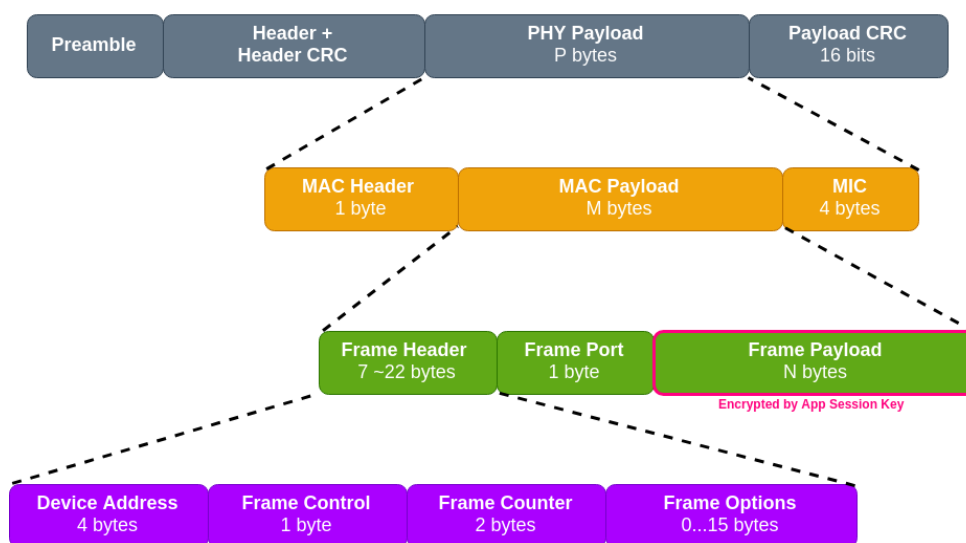 Preamble
Header +
Header CRC
PHY Payload
P bytes
Payload CRC
16 bits
MAC Header
1 byte
MAC Payload
M bytes
MIC
4 bytes
Frame Header
7 ~22 bytes
Frame Port
1 byte
Frame Payload
N bytes
Encrypted by App Session Key
Device Address
4 bytes
Frame Control
1 byte
Frame Counter
2 bytes
Frame Options
0...15 bytes